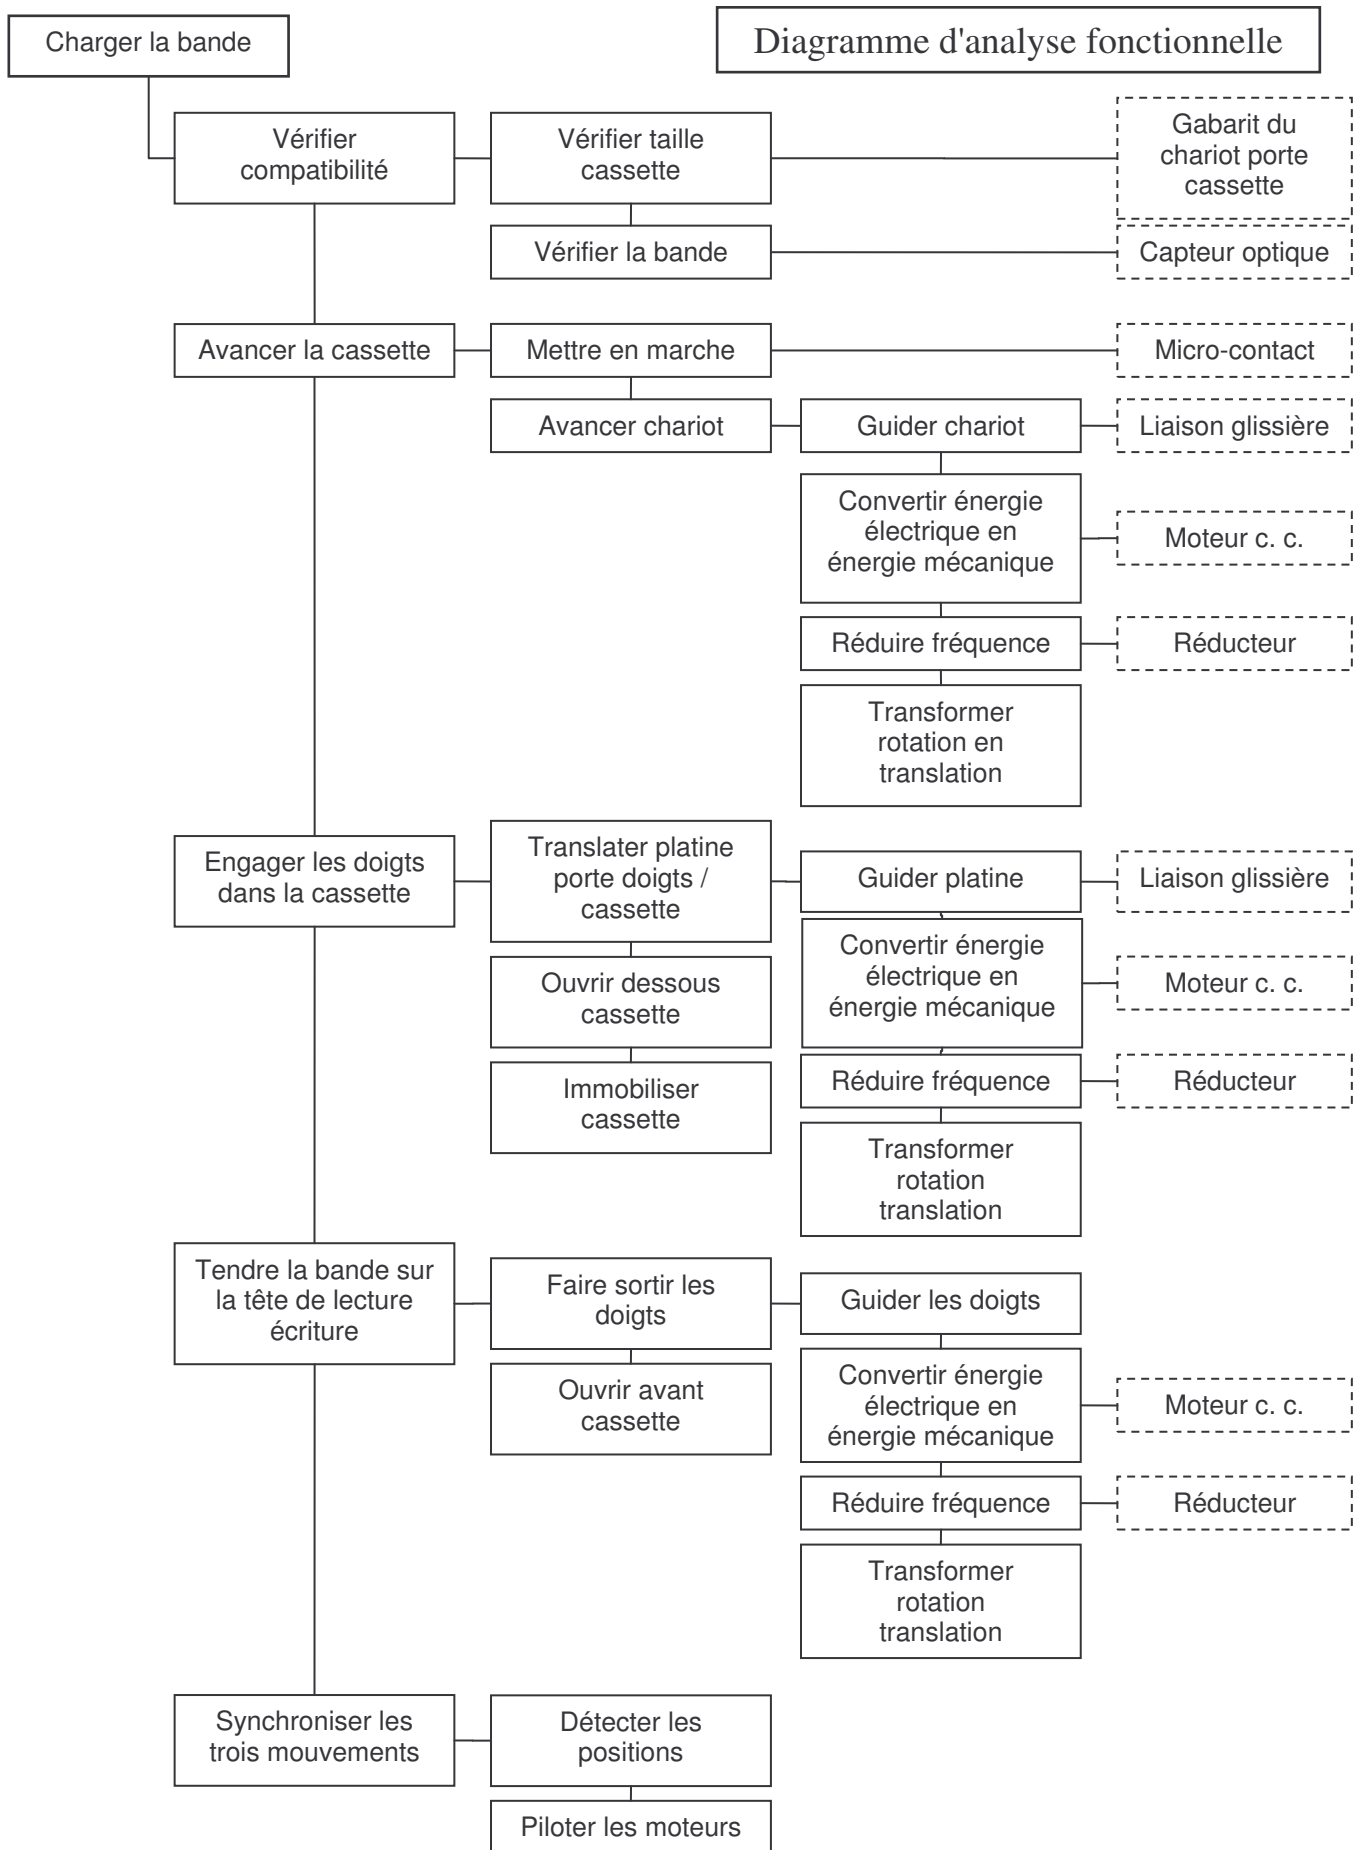 Charger la bande
Diagramme d'analyse fonctionnelle
Vérifier
compatibilité
Vérifier taille
cassette
Gabarit du
chariot porte
cassette
Vérifier la bande
Capteur optique
Avancer la cassette
Mettre en marche
Micro-contact
Avancer chariot
Guider chariot
Liaison glissière
Convertir énergie
électrique en
énergie mécanique
Moteur c. c.
Réduire fréquence
Réducteur
Transformer
rotation en
translation
Engager les doigts
dans la cassette
Translater platine
porte doigts /
cassette
Guider platine
Liaison glissière
Ouvrir dessous
cassette
Convertir énergie
électrique en
énergie mécanique
Moteur c. c.
Immobiliser
cassette
Réduire fréquence
Réducteur
Transformer
rotation
translation
Tendre la bande sur
la tête de lecture
écriture
Faire sortir les
doigts
Guider les doigts
Ouvrir avant
cassette
Convertir énergie
électrique en
énergie mécanique
Moteur c. c.
Réduire fréquence
Réducteur
Transformer
rotation
translation
Synchroniser les
trois mouvements
Détecter les
positions
Piloter les moteurs